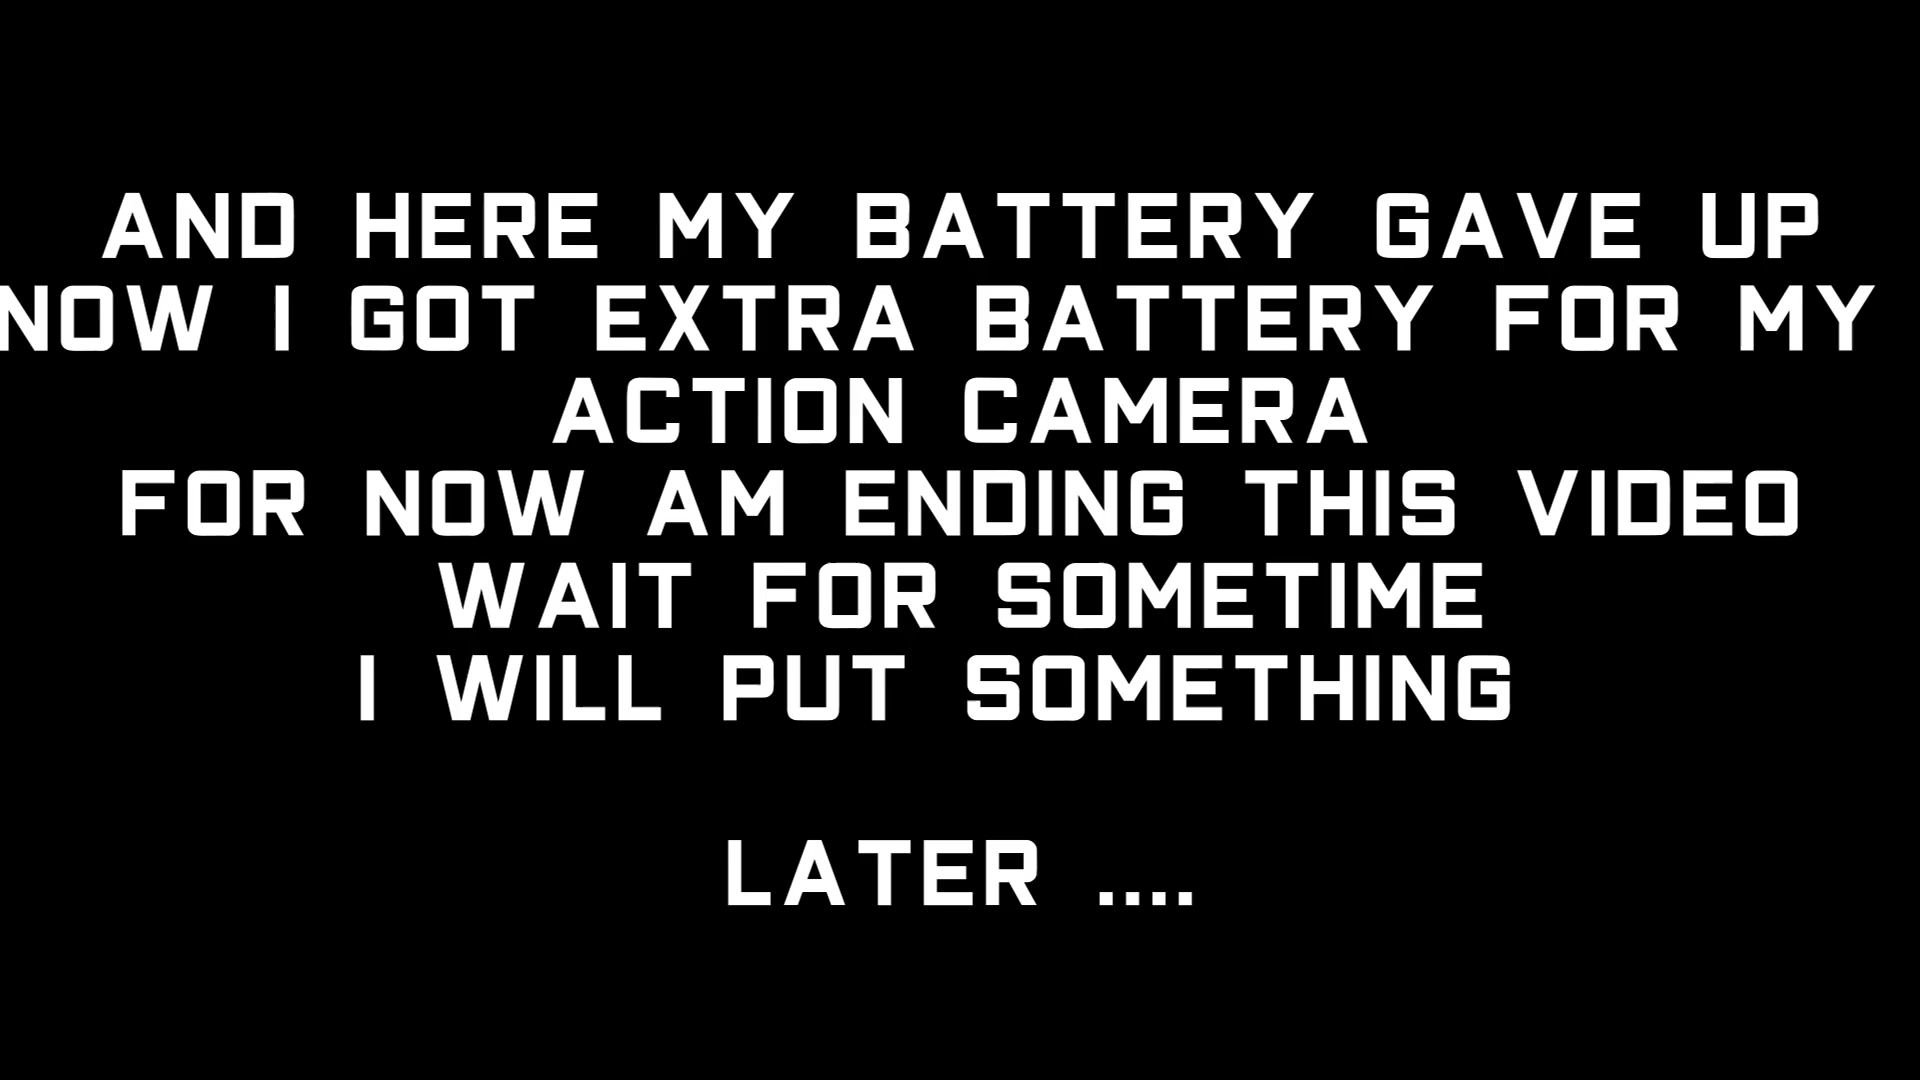 AND HERE MY BATTERY GAVE UP
NOW I GOT EXTRA BATTERY FOR MY
ACTION CAMERA
FOR NOW AM ENDING THIS VIDEO
WAIT FOR SOMETIME
I WILL PUT SOMETHING
LATER ....